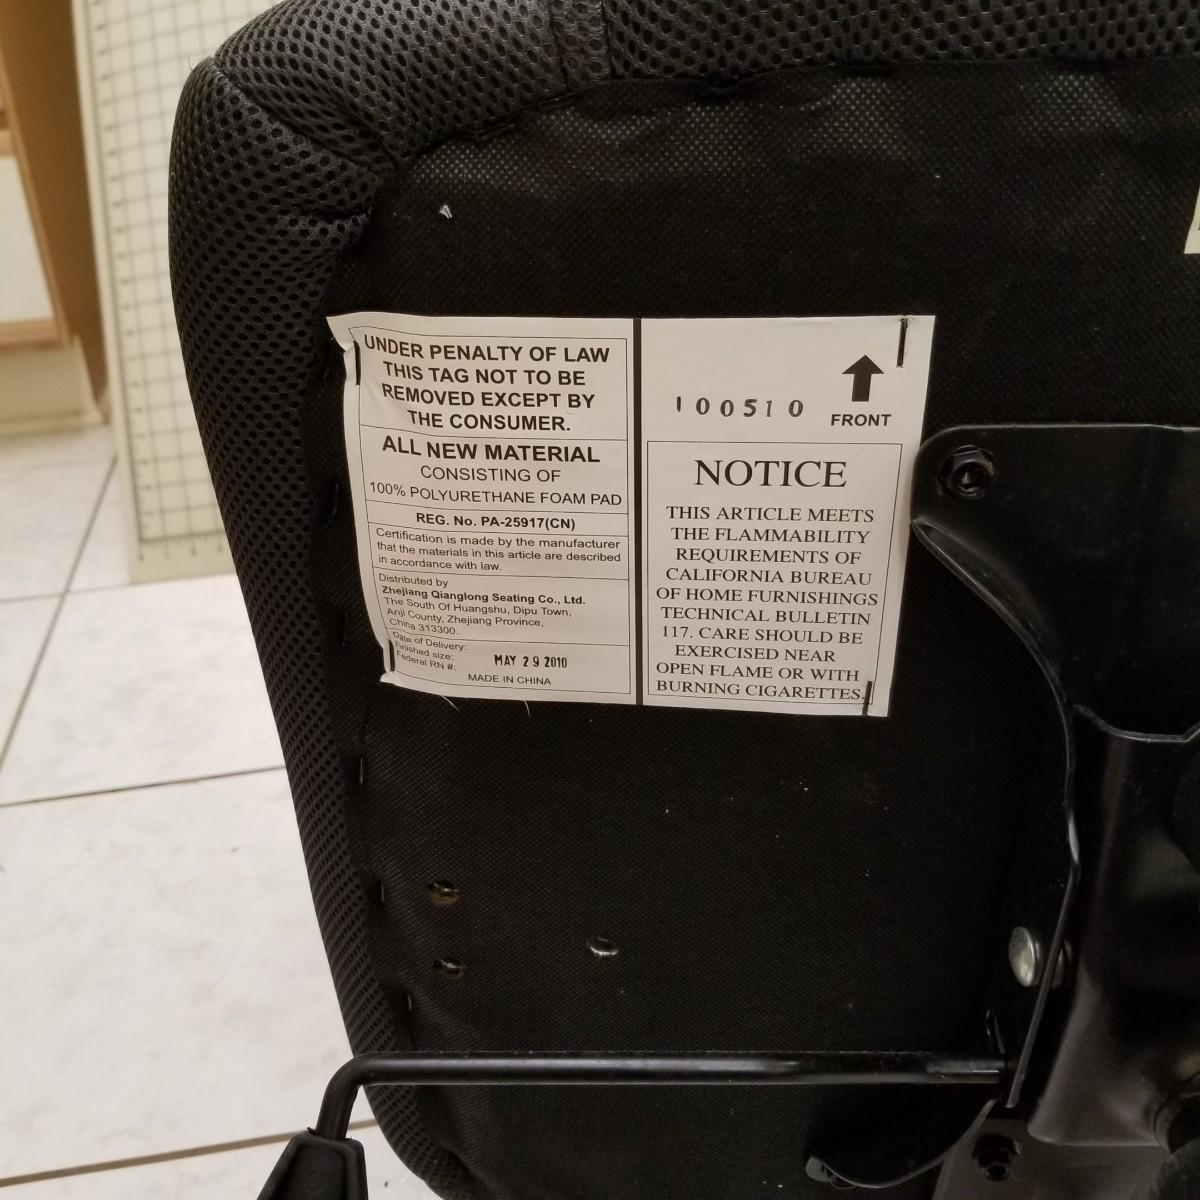 UNDER PENALTY OF LAW
THIS TAG NOT TO BE
REMOVED EXCEPT BY
THE CONSUMER.
ALL NEW MATERIAL
CONSISTING OF
100% POLYURETHANE FOAM PAD
REG. No. PA-25917(CN)
Certification is made by the manufacturer
that the materials in this article are described
in accordance with law.
Distributed by
Zhejiang Qianglong Seating Co., Ltd.
The South Of Huangshu, Dipu Town,
Anji County, Zhejiang Province,
China 313300.
Date of Delivery:
Finished size:
Federal RN #:
MAY 29 2010
MADE IN CHINA
100510
FRONT
NOTICE
THIS ARTICLE MEETS
THE FLAMMABILITY
REQUIREMENTS OF
CALIFORNIA BUREAU
OF HOME FURNISHINGS
TECHNICAL BULLETIN
117. CARE SHOULD BE
EXERCISED NEAR
OPEN FLAME OR WITH
BURNING CIGARETTES.